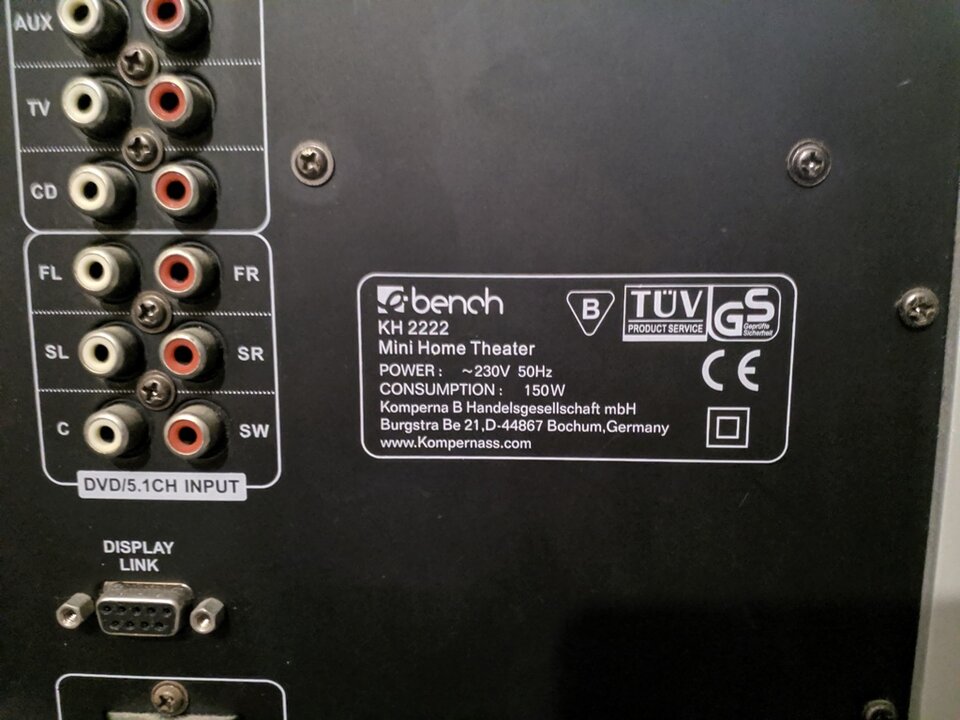 AUX
TV
CD
FL FR
SL SR
C SW
DVD/5.1CH INPUT
DISPLAY
LINK
bench
KH 2222
Mini Home Theater
POWER : ~230V 50Hz
CONSUMPTION : 150W
Komperna B Handelsgesellschaft mbH
Burgstra Be 21,D-44867 Bochum,Germany
www.Kompernass.com
B
TÜV
PRODUCT SERVICE
GS
Geprüfte
Sicherheit
CE